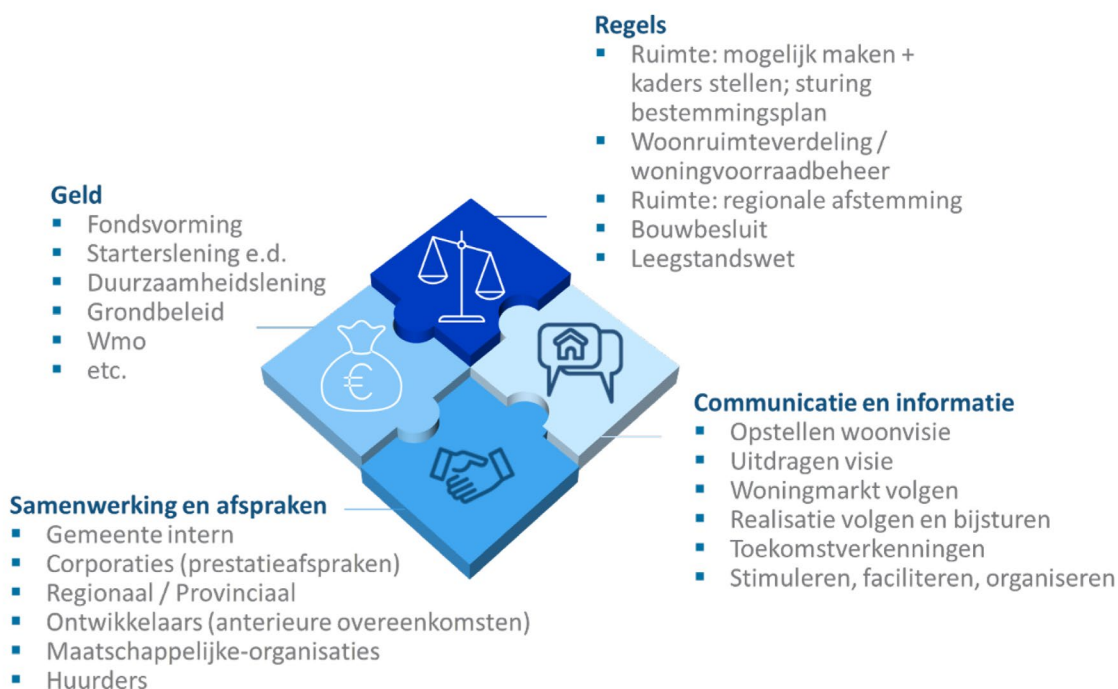 Regels
▪ Ruimte: mogelijk maken +
kaders stellen; sturing
bestemmingsplan
▪ Woonruimteverdeling /
woningvoorraadbeheer
▪ Ruimte: regionale afstemming
▪ Bouwbesluit
▪ Leegstandswet
Geld
▪ Fondsvorming
▪ Starterslening e.d.
▪ Duurzaamheidslening
▪ Grondbeleid
▪ Wmo
▪ etc.
€
Communicatie en informatie
▪ Opstellen woonvisie
▪ Uitdragen visie
▪ Woningmarkt volgen
▪ Realisatie volgen en bijsturen
▪ Toekomstverkenningen
▪ Stimuleren, faciliteren, organiseren
Samenwerking en afspraken
▪ Gemeente intern
▪ Corporaties (prestatieafspraken)
▪ Regionaal / Provinciaal
▪ Ontwikkelaars (anterieure overeenkomsten)
▪ Maatschappelijke-organisaties
▪ Huurders